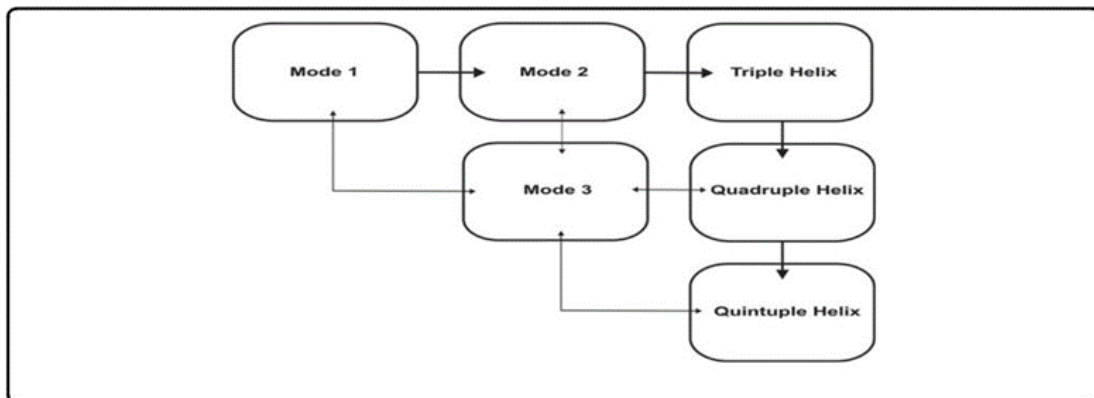 Mode 1
Mode 2
Triple Helix
Mode 3
Quadruple Helix
Quintuple Helix